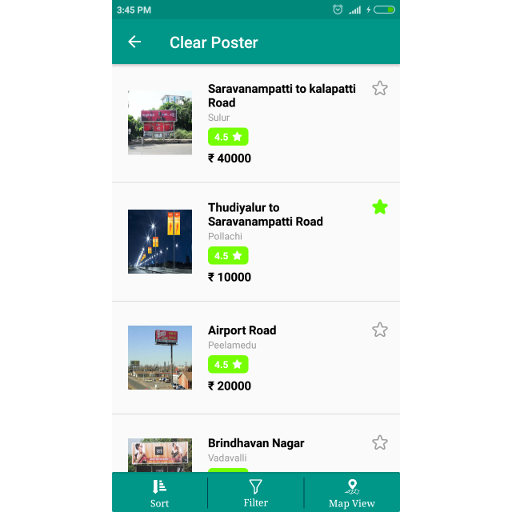 3:45 PM
Clear Poster
Saravanampatti to kalapatti
Road
Sulur
4.5
₹ 40000
Thudiyalur to
Saravanampatti Road
Pollachi
4.5
₹ 10000
Airport Road
Peelamedu
4.5
₹ 20000
Brindhavan Nagar
Vadavalli
Sort
Filter
Map View